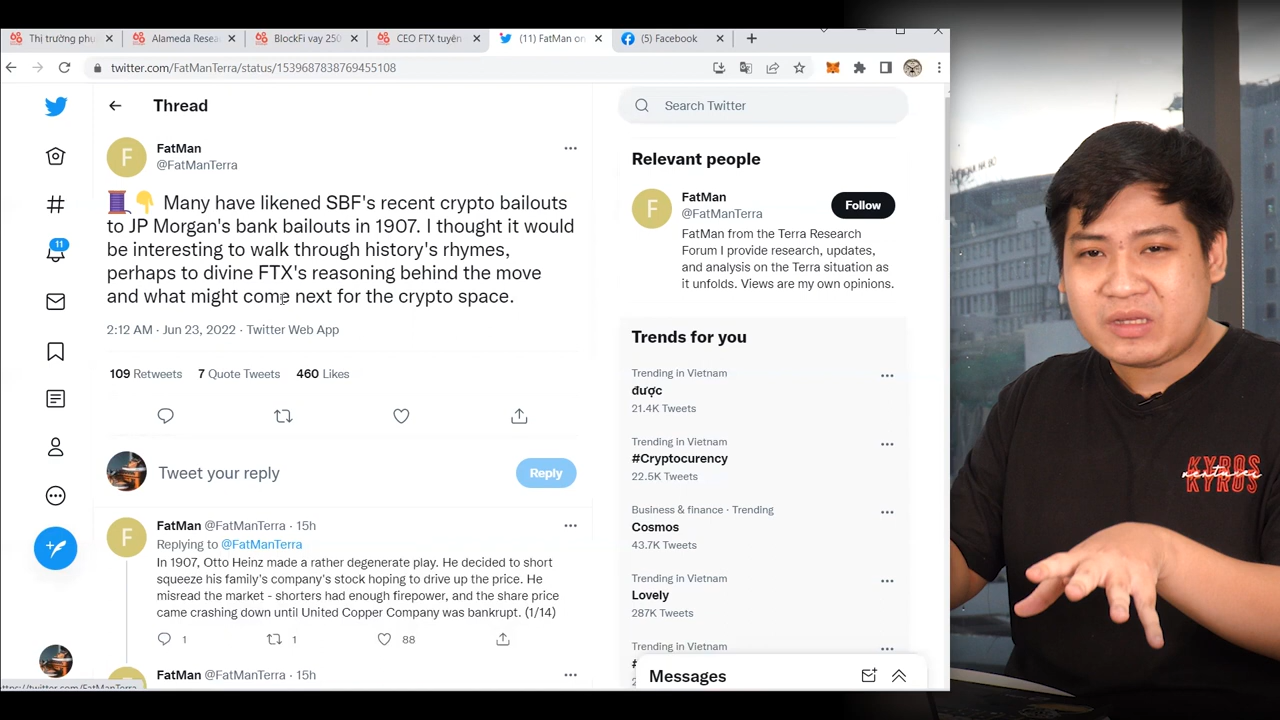 Thị trường phu
Alameda Resea
BlockFi vay 250
CEO FTX tuyên
(11) FatMan on
(5) Facebook
twitter.com/FatManTerra/status/1539687838769455108
Thread
Search Twitter
F
FatMan
@FatManTerra
🧵👇 Many have likened SBF's recent crypto bailouts
to JP Morgan's bank bailouts in 1907. I thought it would
be interesting to walk through history's rhymes,
perhaps to divine FTX's reasoning behind the move
and what might come next for the crypto space.
2:12 AM · Jun 23, 2022 · Twitter Web App
109 Retweets 7 Quote Tweets 460 Likes
11
Tweet your reply
Reply
F
FatMan @FatManTerra · 15h
Replying to @FatManTerra
In 1907, Otto Heinz made a rather degenerate play. He decided to short
squeeze his family's company's stock hoping to drive up the price. He
misread the market - shorters had enough firepower, and the share price
came crashing down until United Copper Company was bankrupt. (1/14)
1
1
88
FatMan @FatManTerra · 15h
Relevant people
F
FatMan
@FatManTerra
Follow
FatMan from the Terra Research
Forum I provide research, updates,
and analysis on the Terra situation as
it unfolds. Views are my own opinions.
Trends for you
Trending in Vietnam
được
21.4K Tweets
Trending in Vietnam
#Cryptocurency
22.5K Tweets
Business & finance · Trending
Cosmos
43.7K Tweets
Trending in Vietnam
Lovely
287K Tweets
Trending in Vietnam
Messages
KYROS
ventures
KYROS